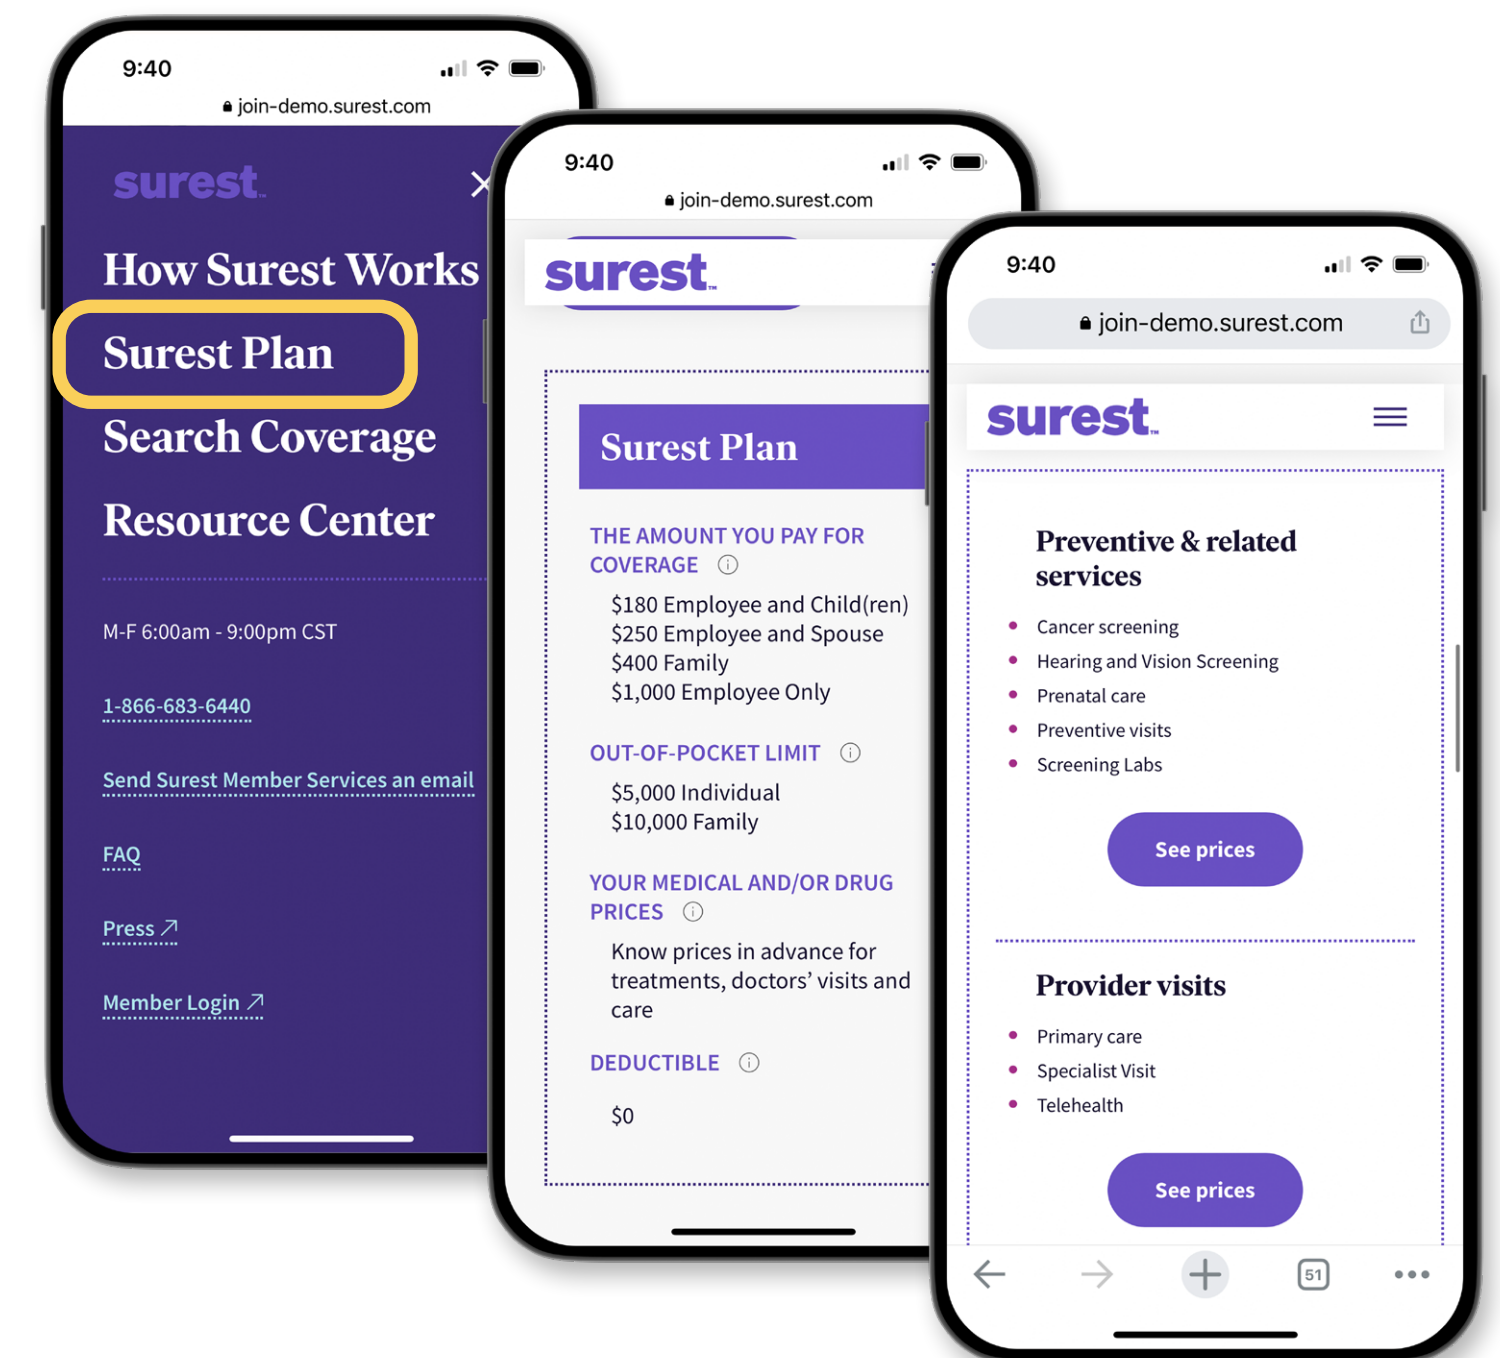 9:40
join-demo.surest.com
surest™
How Surest Works
Surest Plan
Search Coverage
Resource Center
M-F 6:00am - 9:00pm CST
1-866-683-6440
Send Surest Member Services an email
FAQ
Press
Member Login
9:40
join-demo.surest.com
surest™
Surest Plan
THE AMOUNT YOU PAY FOR
COVERAGE
$180 Employee and Child(ren)
$250 Employee and Spouse
$400 Family
$1,000 Employee Only
OUT-OF-POCKET LIMIT
$5,000 Individual
$10,000 Family
YOUR MEDICAL AND/OR DRUG
PRICES
Know prices in advance for
treatments, doctors’ visits and
care
DEDUCTIBLE
$0
9:40
join-demo.surest.com
surest™
Preventive & related
services
• Cancer screening
• Hearing and Vision Screening
• Prenatal care
• Preventive visits
• Screening Labs
See prices
Provider visits
• Primary care
• Specialist Visit
• Telehealth
See prices
51